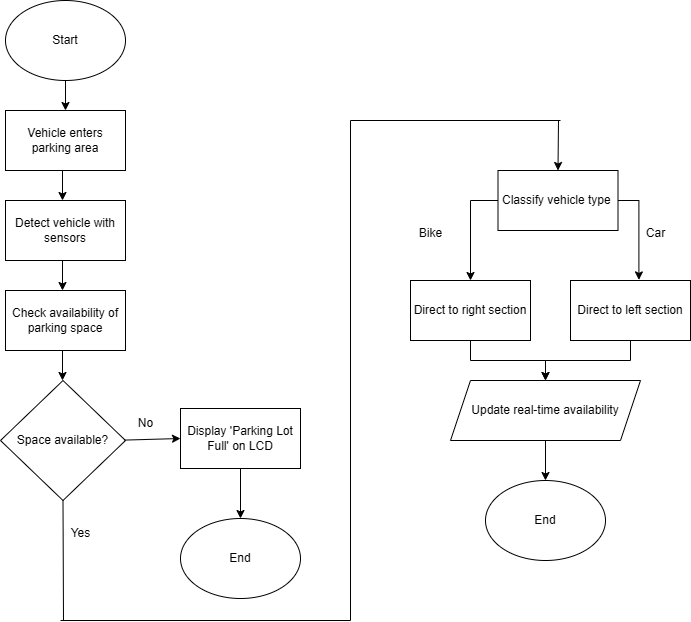 Start
Vehicle enters
parking area
Detect vehicle with
sensors
Check availability of
parking space
Space available?
No
Display 'Parking Lot
Full' on LCD
End
Yes
Classify vehicle type
Bike
Car
Direct to right section
Direct to left section
Update real-time availability
End